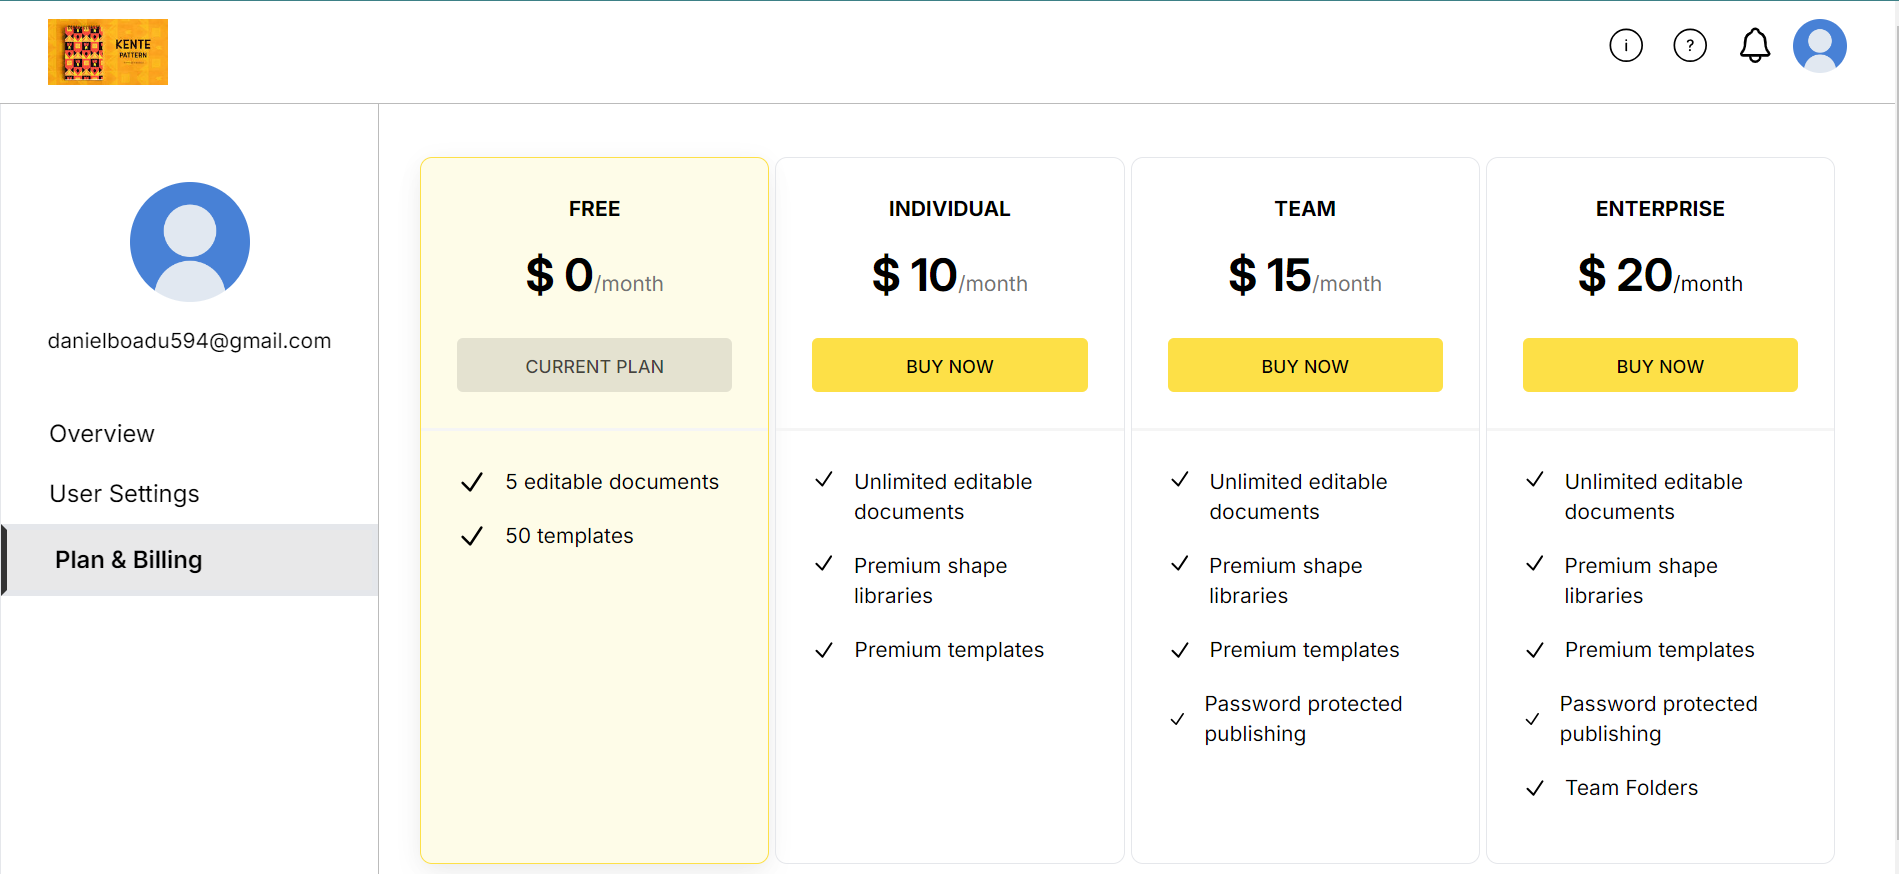 KENTE
PATTERN
i
?
danielboadu594@gmail.com
Overview
User Settings
Plan & Billing
FREE
$ 0/month
CURRENT PLAN
5 editable documents
50 templates
INDIVIDUAL
$ 10/month
BUY NOW
Unlimited editable
documents
Premium shape
libraries
Premium templates
TEAM
$ 15/month
BUY NOW
Unlimited editable
documents
Premium shape
libraries
Premium templates
Password protected
publishing
ENTERPRISE
$ 20/month
BUY NOW
Unlimited editable
documents
Premium shape
libraries
Premium templates
Password protected
publishing
Team Folders